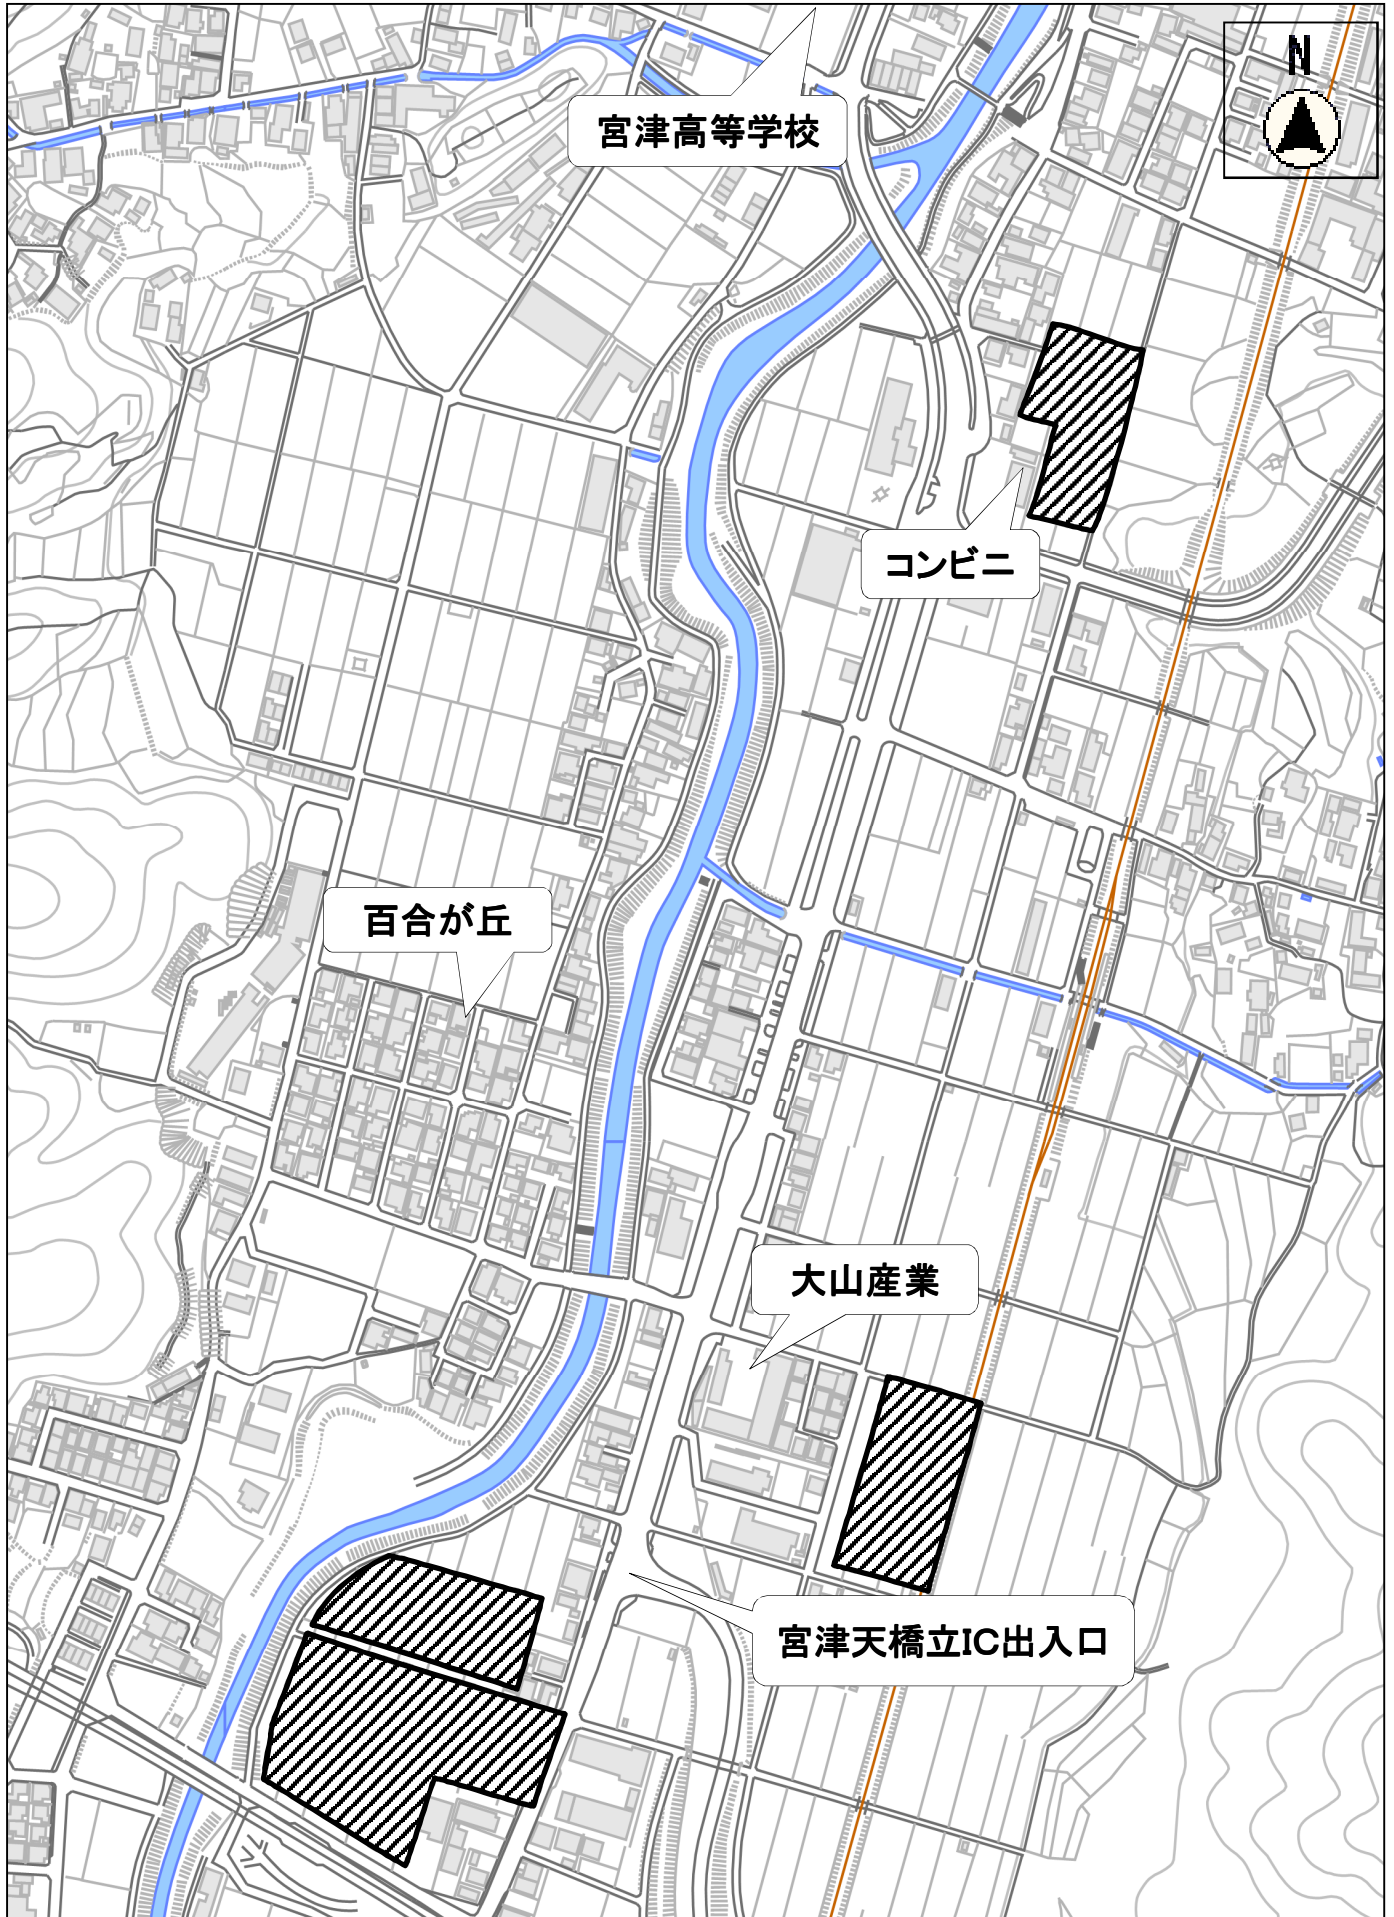 N
宮津高等学校
コンビニ
百合が丘
大山産業
宮津天橋立IC出入口